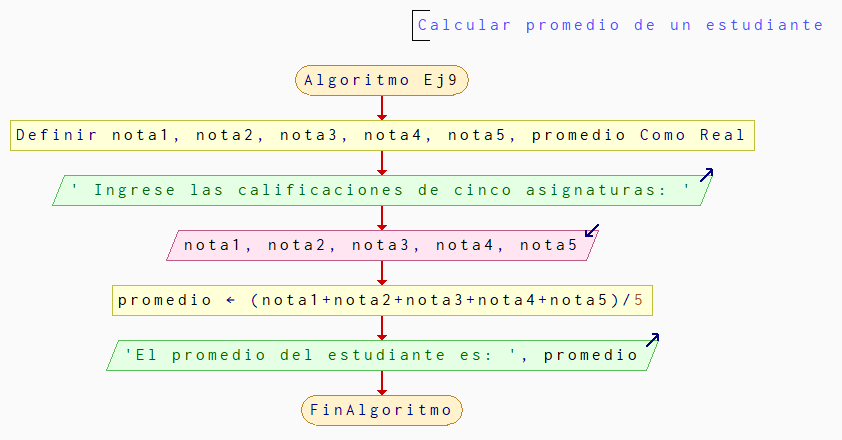 Calcular promedio de un estudiante
Algoritmo Ej9
Definir nota1, nota2, nota3, nota4, nota5, promedio Como Real
' Ingrese las calificaciones de cinco asignaturas: '
nota1, nota2, nota3, nota4, nota5
promedio ← (nota1+nota2+nota3+nota4+nota5)/5
'El promedio del estudiante es: ', promedio
FinAlgoritmo